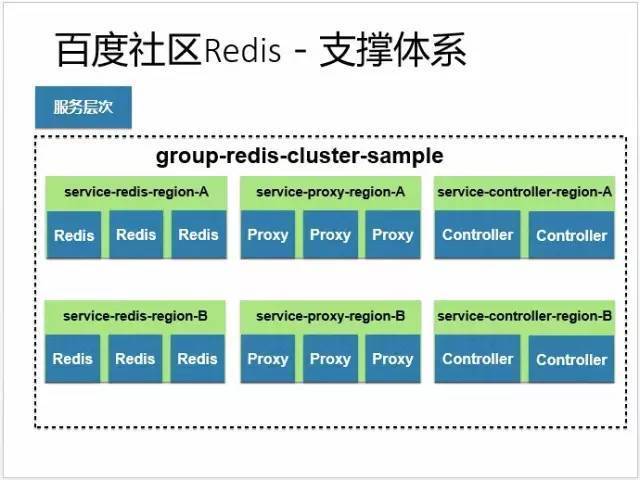 百度社区Redis - 支撑体系
服务层次
group-redis-cluster-sample
service-redis-region-A
service-proxy-region-A
service-controller-region-A
Redis
Redis
Redis
Proxy
Proxy
Proxy
Controller
Controller
service-redis-region-B
service-proxy-region-B
service-controller-region-B
Redis
Redis
Redis
Proxy
Proxy
Proxy
Controller
Controller